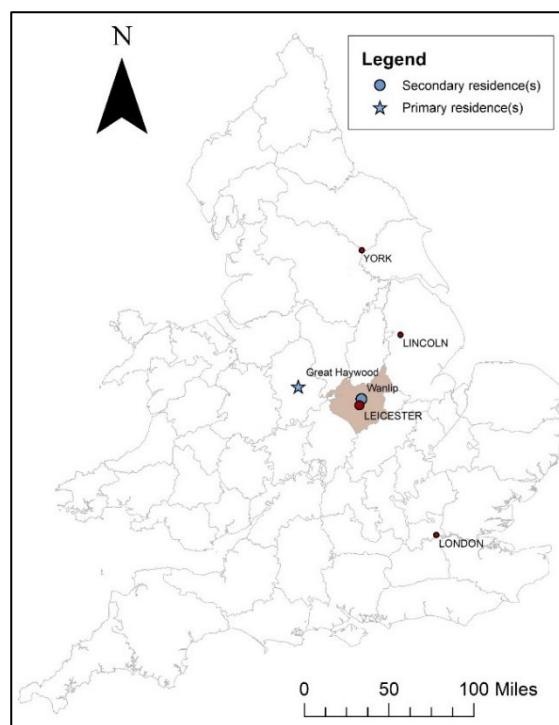 N
Legend
Secondary residence(s)
Primary residence(s)
YORK
LINCOLN
Great Haywood
Wanlip
LEICESTER
LONDON
0 50 100 Miles